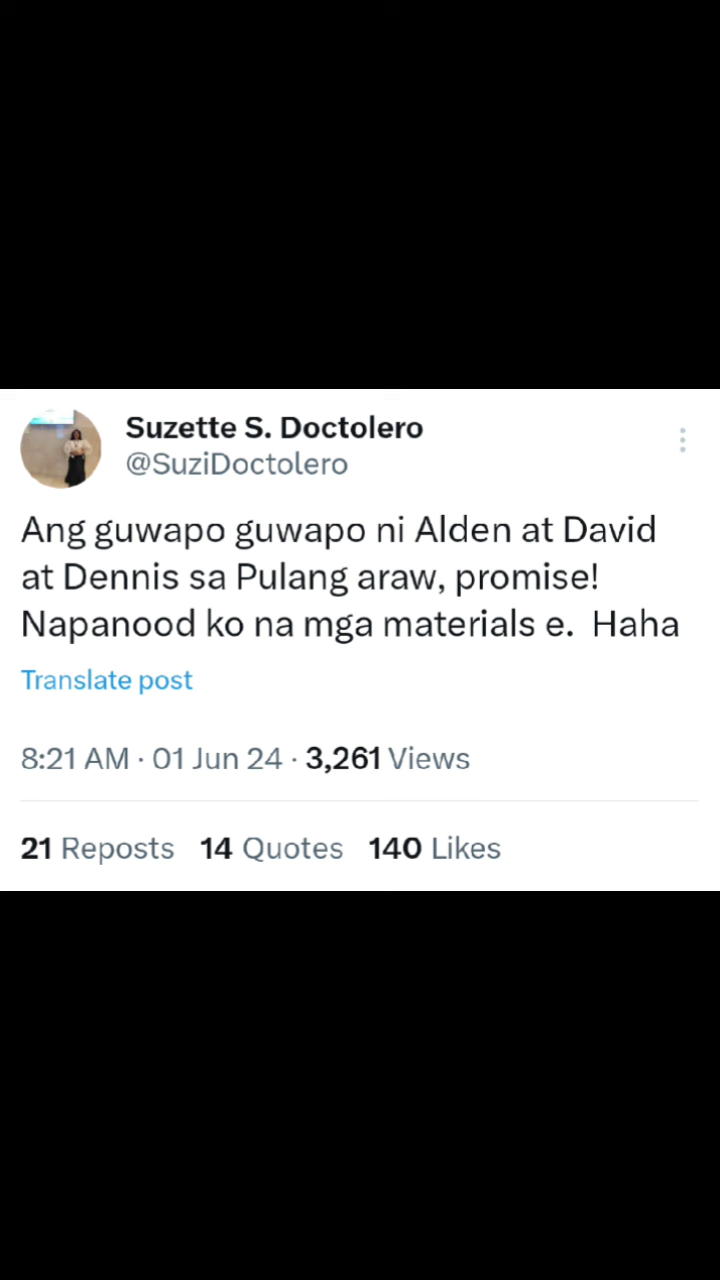 Suzette S. Doctolero
@SuziDoctolero
Ang guwapo guwapo ni Alden at David
at Dennis sa Pulang araw, promise!
Napanood ko na mga materials e.  Haha
Translate post
8:21 AM · 01 Jun 24 · 3,261 Views
21 Reposts 14 Quotes 140 Likes